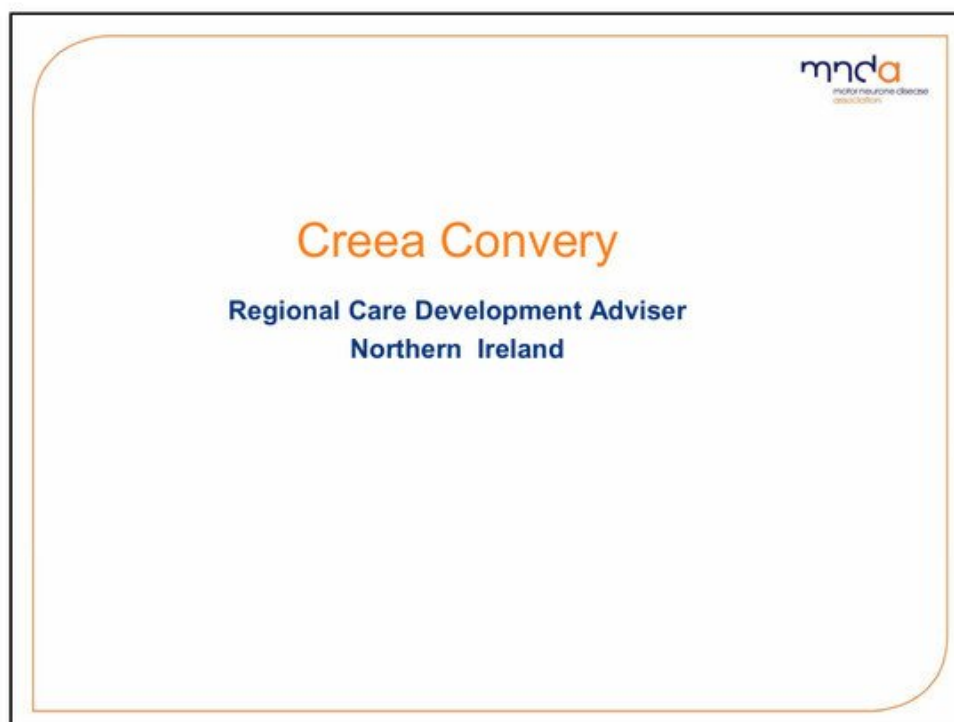 mnda
motor neurone disease
association
Creea Convery
Regional Care Development Adviser
Northern Ireland